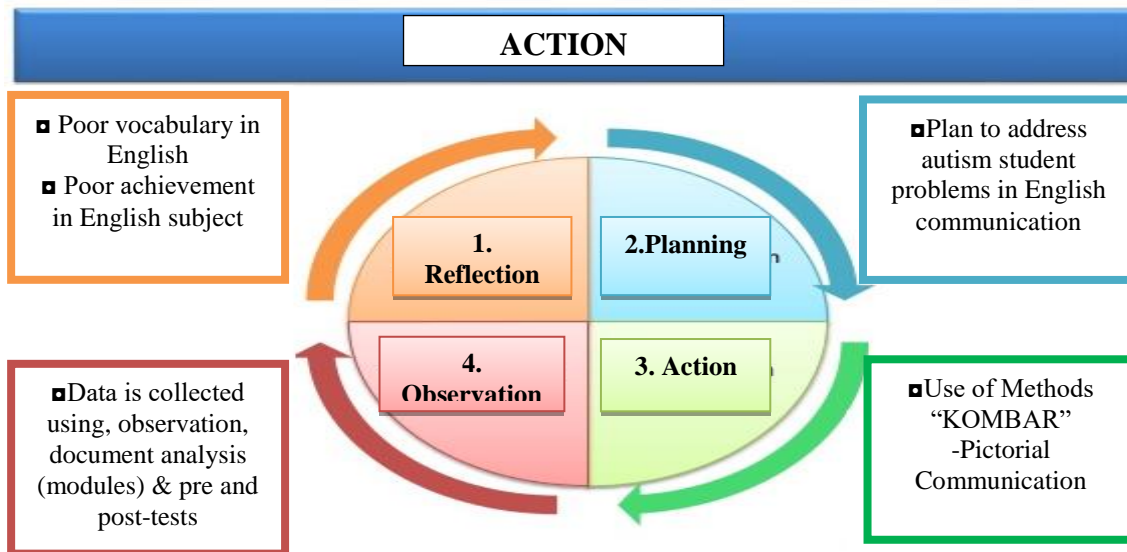 ACTION
◘ Poor vocabulary in
English
◘ Poor achievement
in English subject
1.
Reflection
2.Planning
◘Plan to address
autism student
problems in English
communication
4.
Observation
3. Action
◘Data is collected
using, observation,
document analysis
(modules) & pre and
post-tests
◘Use of Methods
“KOMBAR”
-Pictorial
Communication